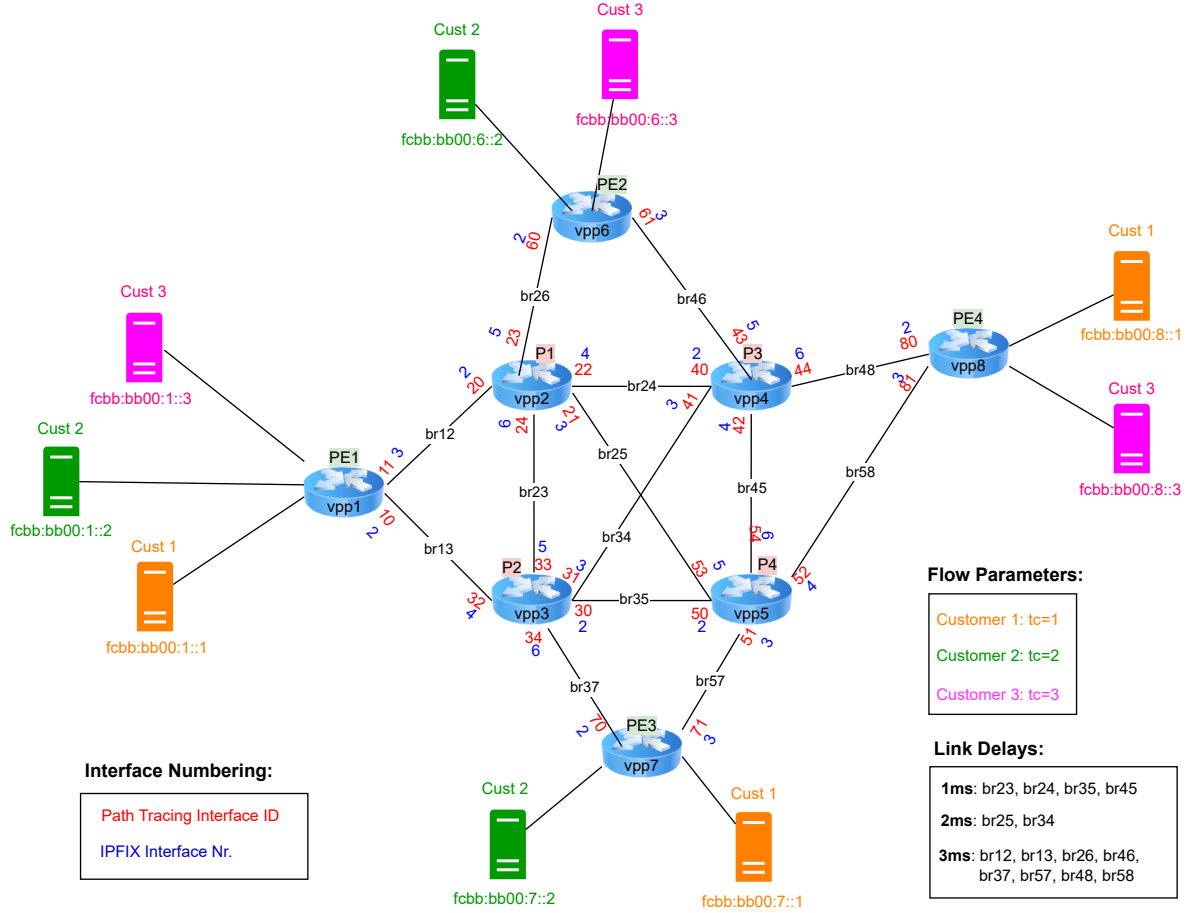 Cust 3
Cust 2
fcbb:bb00:6::3
fcbb:bb00:6::2
PE2
vpp6
61
3
2
60
Cust 1
fcbb:bb00:8::1
Cust 3
fcbb:bb00:1::3
br26
br46
5
23
5
43
2
80
PE4
vpp8
81
3
P1
vpp2
4
22
2
20
6
24
21
3
br24
P3
vpp4
2
40
6
44
3
41
4
42
br48
Cust 3
fcbb:bb00:8::3
Cust 2
fcbb:bb00:1::2
PE1
vpp1
11
3
10
2
br12
br25
br23
br45
br58
br13
br34
Cust 1
fcbb:bb00:1::1
P2
vpp3
5
33
31
3
32
4
30
2
34
6
br35
P4
vpp5
54
6
53
5
50
2
52
4
51
3
br37
br57
PE3
vpp7
70
2
71
3
Cust 2
fcbb:bb00:7::2
Cust 1
fcbb:bb00:7::1
Interface Numbering:
Path Tracing Interface ID
IPFIX Interface Nr.
Flow Parameters:
Customer 1: tc=1
Customer 2: tc=2
Customer 3: tc=3
Link Delays:
1ms: br23, br24, br35, br45
2ms: br25, br34
3ms: br12, br13, br26, br46,
br37, br57, br48, br58